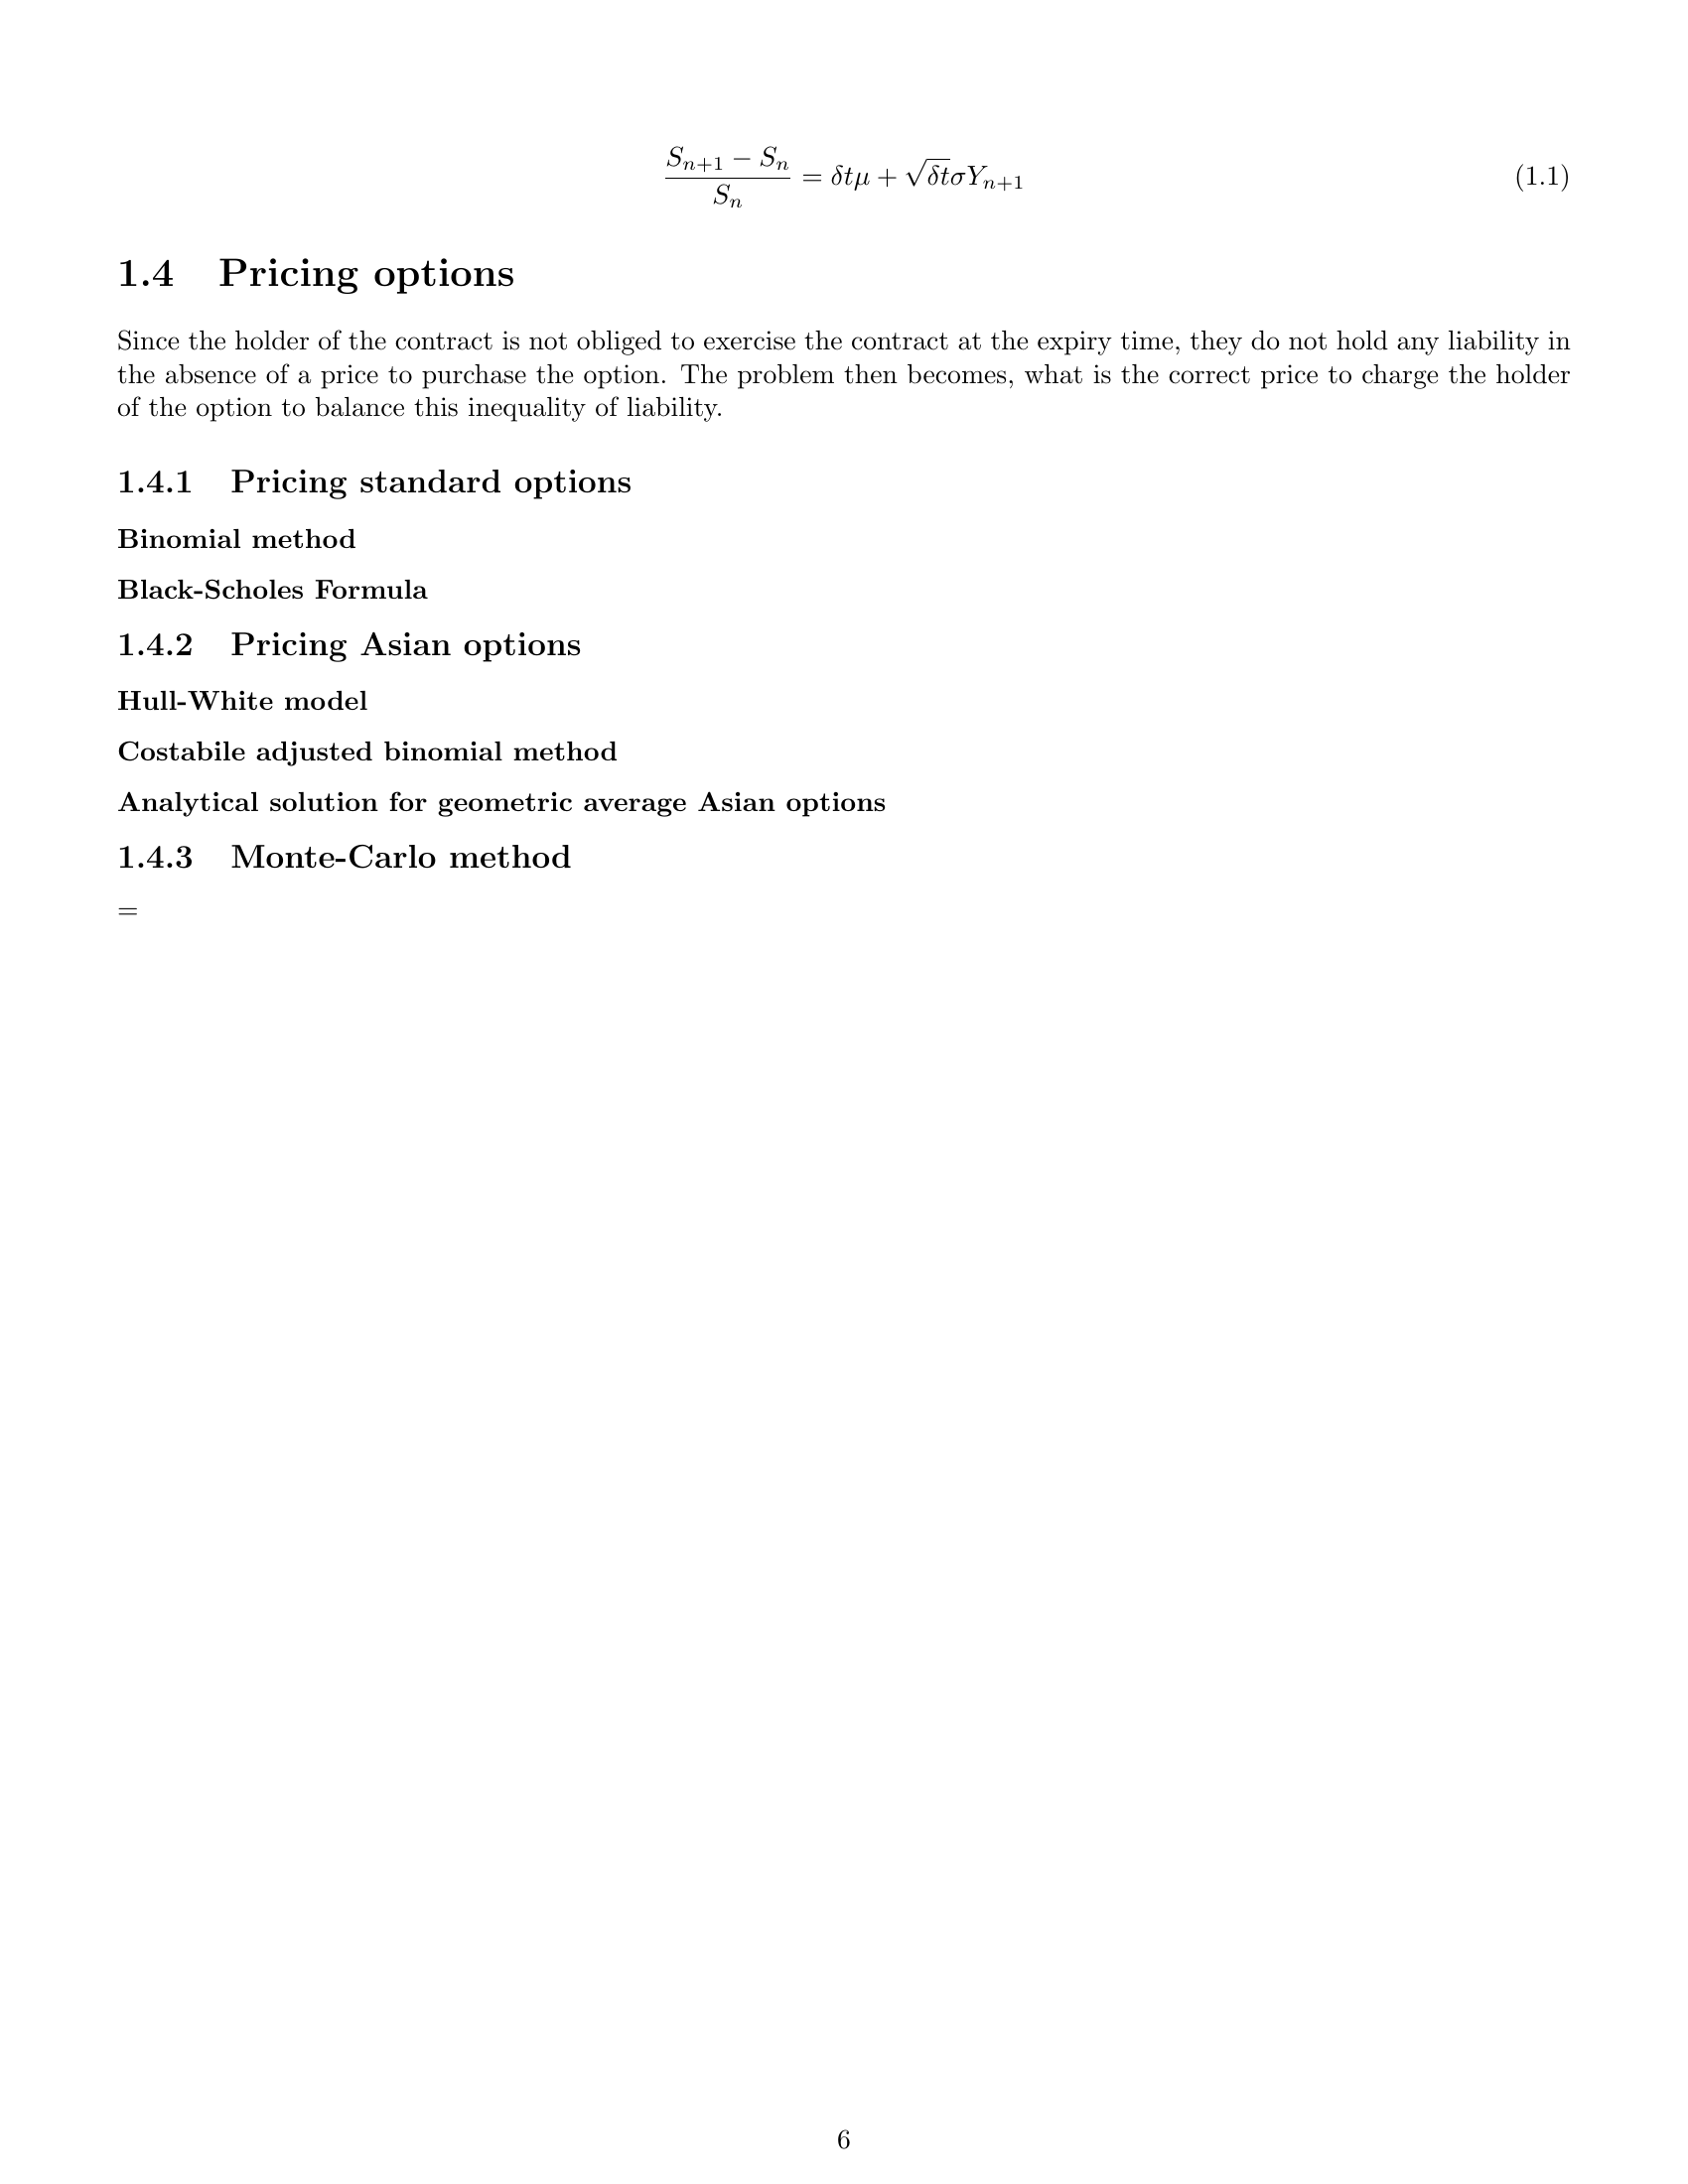 \frac{S_{n+1} - S_n}{S_n} = \delta t\mu + \sqrt{\delta t}\sigma Y_{n+1} (1.1)
1.4 Pricing options
Since the holder of the contract is not obliged to exercise the contract at the expiry time, they do not hold any liability in
the absence of a price to purchase the option. The problem then becomes, what is the correct price to charge the holder
of the option to balance this inequality of liability.
1.4.1 Pricing standard options
Binomial method
Black-Scholes Formula
1.4.2 Pricing Asian options
Hull-White model
Costabile adjusted binomial method
Analytical solution for geometric average Asian options
1.4.3 Monte-Carlo method
=
6